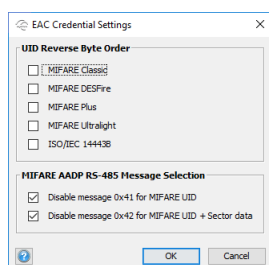 EAC Credential Settings
UID Reverse Byte Order
MIFARE Classic
MIFARE DESFire
MIFARE Plus
MIFARE Ultralight
ISO/IEC 14443B
MIFARE AADP RS-485 Message Selection
Disable message 0x41 for MIFARE UID
Disable message 0x42 for MIFARE UID + Sector data
? OK Cancel